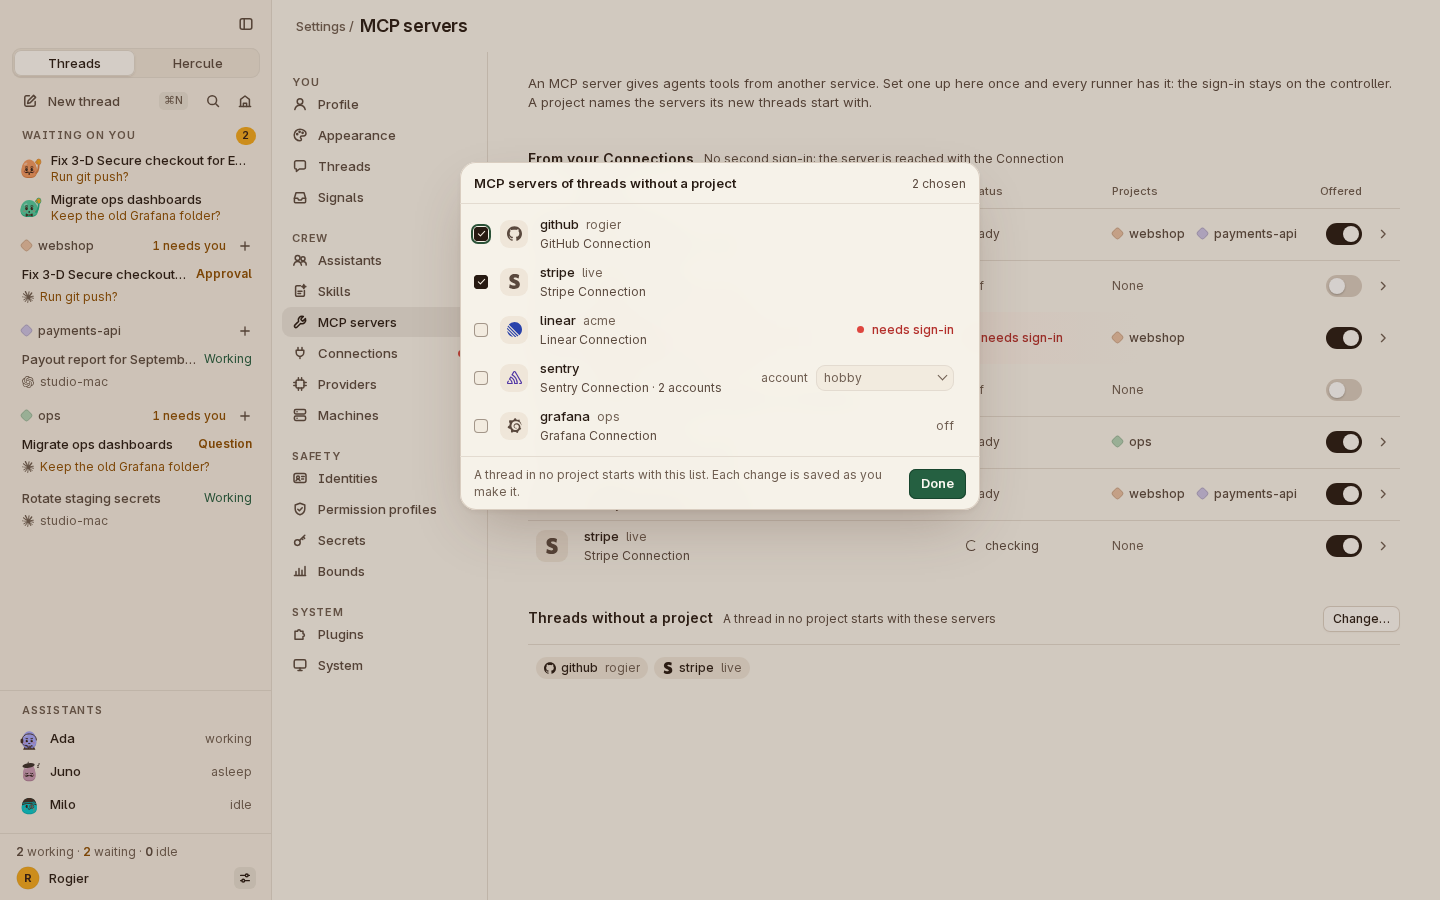 Threads
Hercule
New thread
⌘N
WAITING ON YOU
2
Fix 3-D Secure checkout for E…
Run git push?
Migrate ops dashboards
Keep the old Grafana folder?
webshop
1 needs you
Fix 3-D Secure checkout…
Approval
Run git push?
payments-api
Payout report for Septemb…
Working
studio-mac
ops
1 needs you
Migrate ops dashboards
Question
Keep the old Grafana folder?
Rotate staging secrets
Working
studio-mac
ASSISTANTS
Ada
working
Juno
asleep
Milo
idle
2 working · 2 waiting · 0 idle
R
Rogier
Settings / MCP servers
YOU
Profile
Appearance
Threads
Signals
CREW
Assistants
Skills
MCP servers
Connections
Providers
Machines
SAFETY
Identities
Permission profiles
Secrets
Bounds
SYSTEM
Plugins
System
An MCP server gives agents tools from another service. Set one up here once and every runner has it: the sign-in stays on the controller.
A project names the servers its new threads start with.
From your Connections
No second sign-in: the server is reached with the Connection
Projects
Offered
webshop
payments-api
None
needs sign-in
webshop
None
ops
webshop
payments-api
stripe live
Stripe Connection
checking
None
Threads without a project
A thread in no project starts with these servers
Change…
github rogier
stripe live
MCP servers of threads without a project
2 chosen
github rogier
GitHub Connection
stripe live
Stripe Connection
linear acme
Linear Connection
needs sign-in
sentry
Sentry Connection · 2 accounts
account
hobby
grafana ops
Grafana Connection
off
A thread in no project starts with this list. Each change is saved as you
make it.
Done